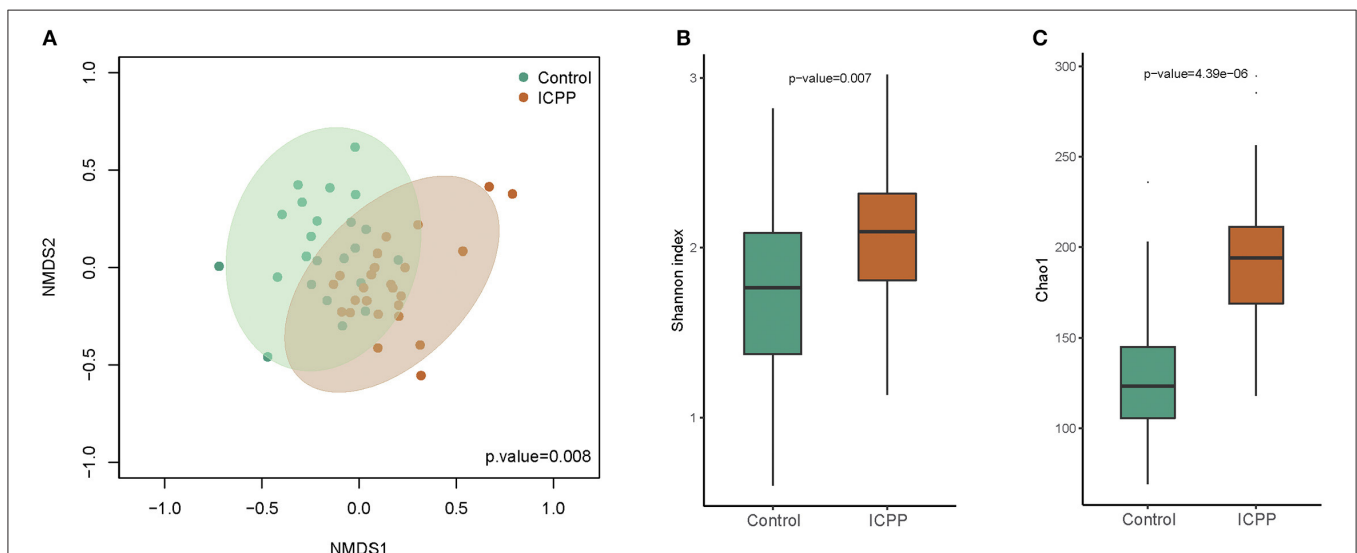 A
Control
ICPP
1.0
0.5
0.0
−0.5
−1.0
NMDS2
p.value=0.008
−1.0
−0.5
0.0
0.5
1.0
NMDS1
B
p−value=0.007
3
2
1
Shannon index
Control
ICPP
C
p−value=4.39e−06
300
250
200
150
100
Chao1
Control
ICPP